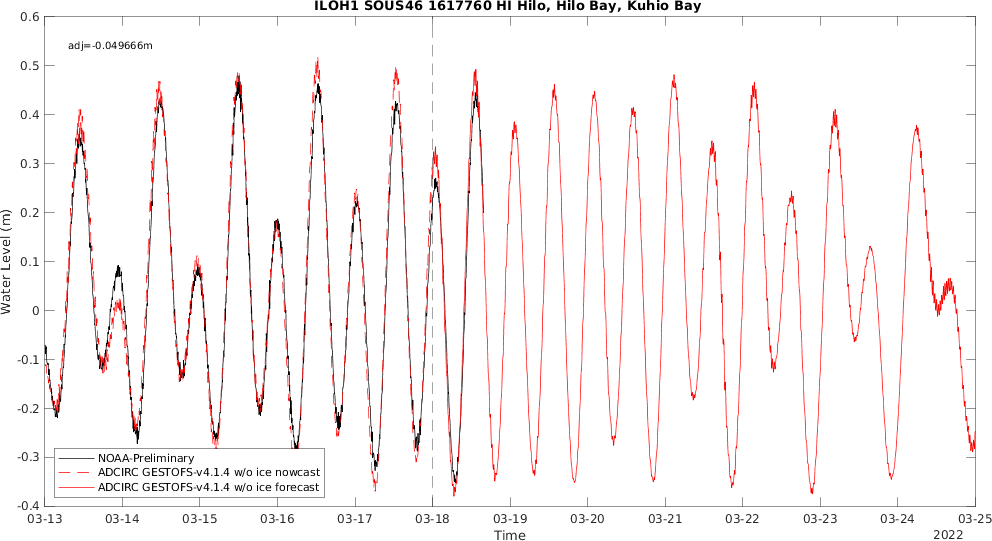 ILOH1 SOUS46 1617760 HI Hilo, Hilo Bay, Kuhio Bay
adj=-0.049666m
Water Level (m)
0.6
0.5
0.4
0.3
0.2
0.1
0
-0.1
-0.2
-0.3
-0.4
NOAA-Preliminary
ADCIRC GESTOFS-v4.1.4 w/o ice nowcast
ADCIRC GESTOFS-v4.1.4 w/o ice forecast
03-13 03-14 03-15 03-16 03-17 03-18 03-19 03-20 03-21 03-22 03-23 03-24 03-25
Time
2022